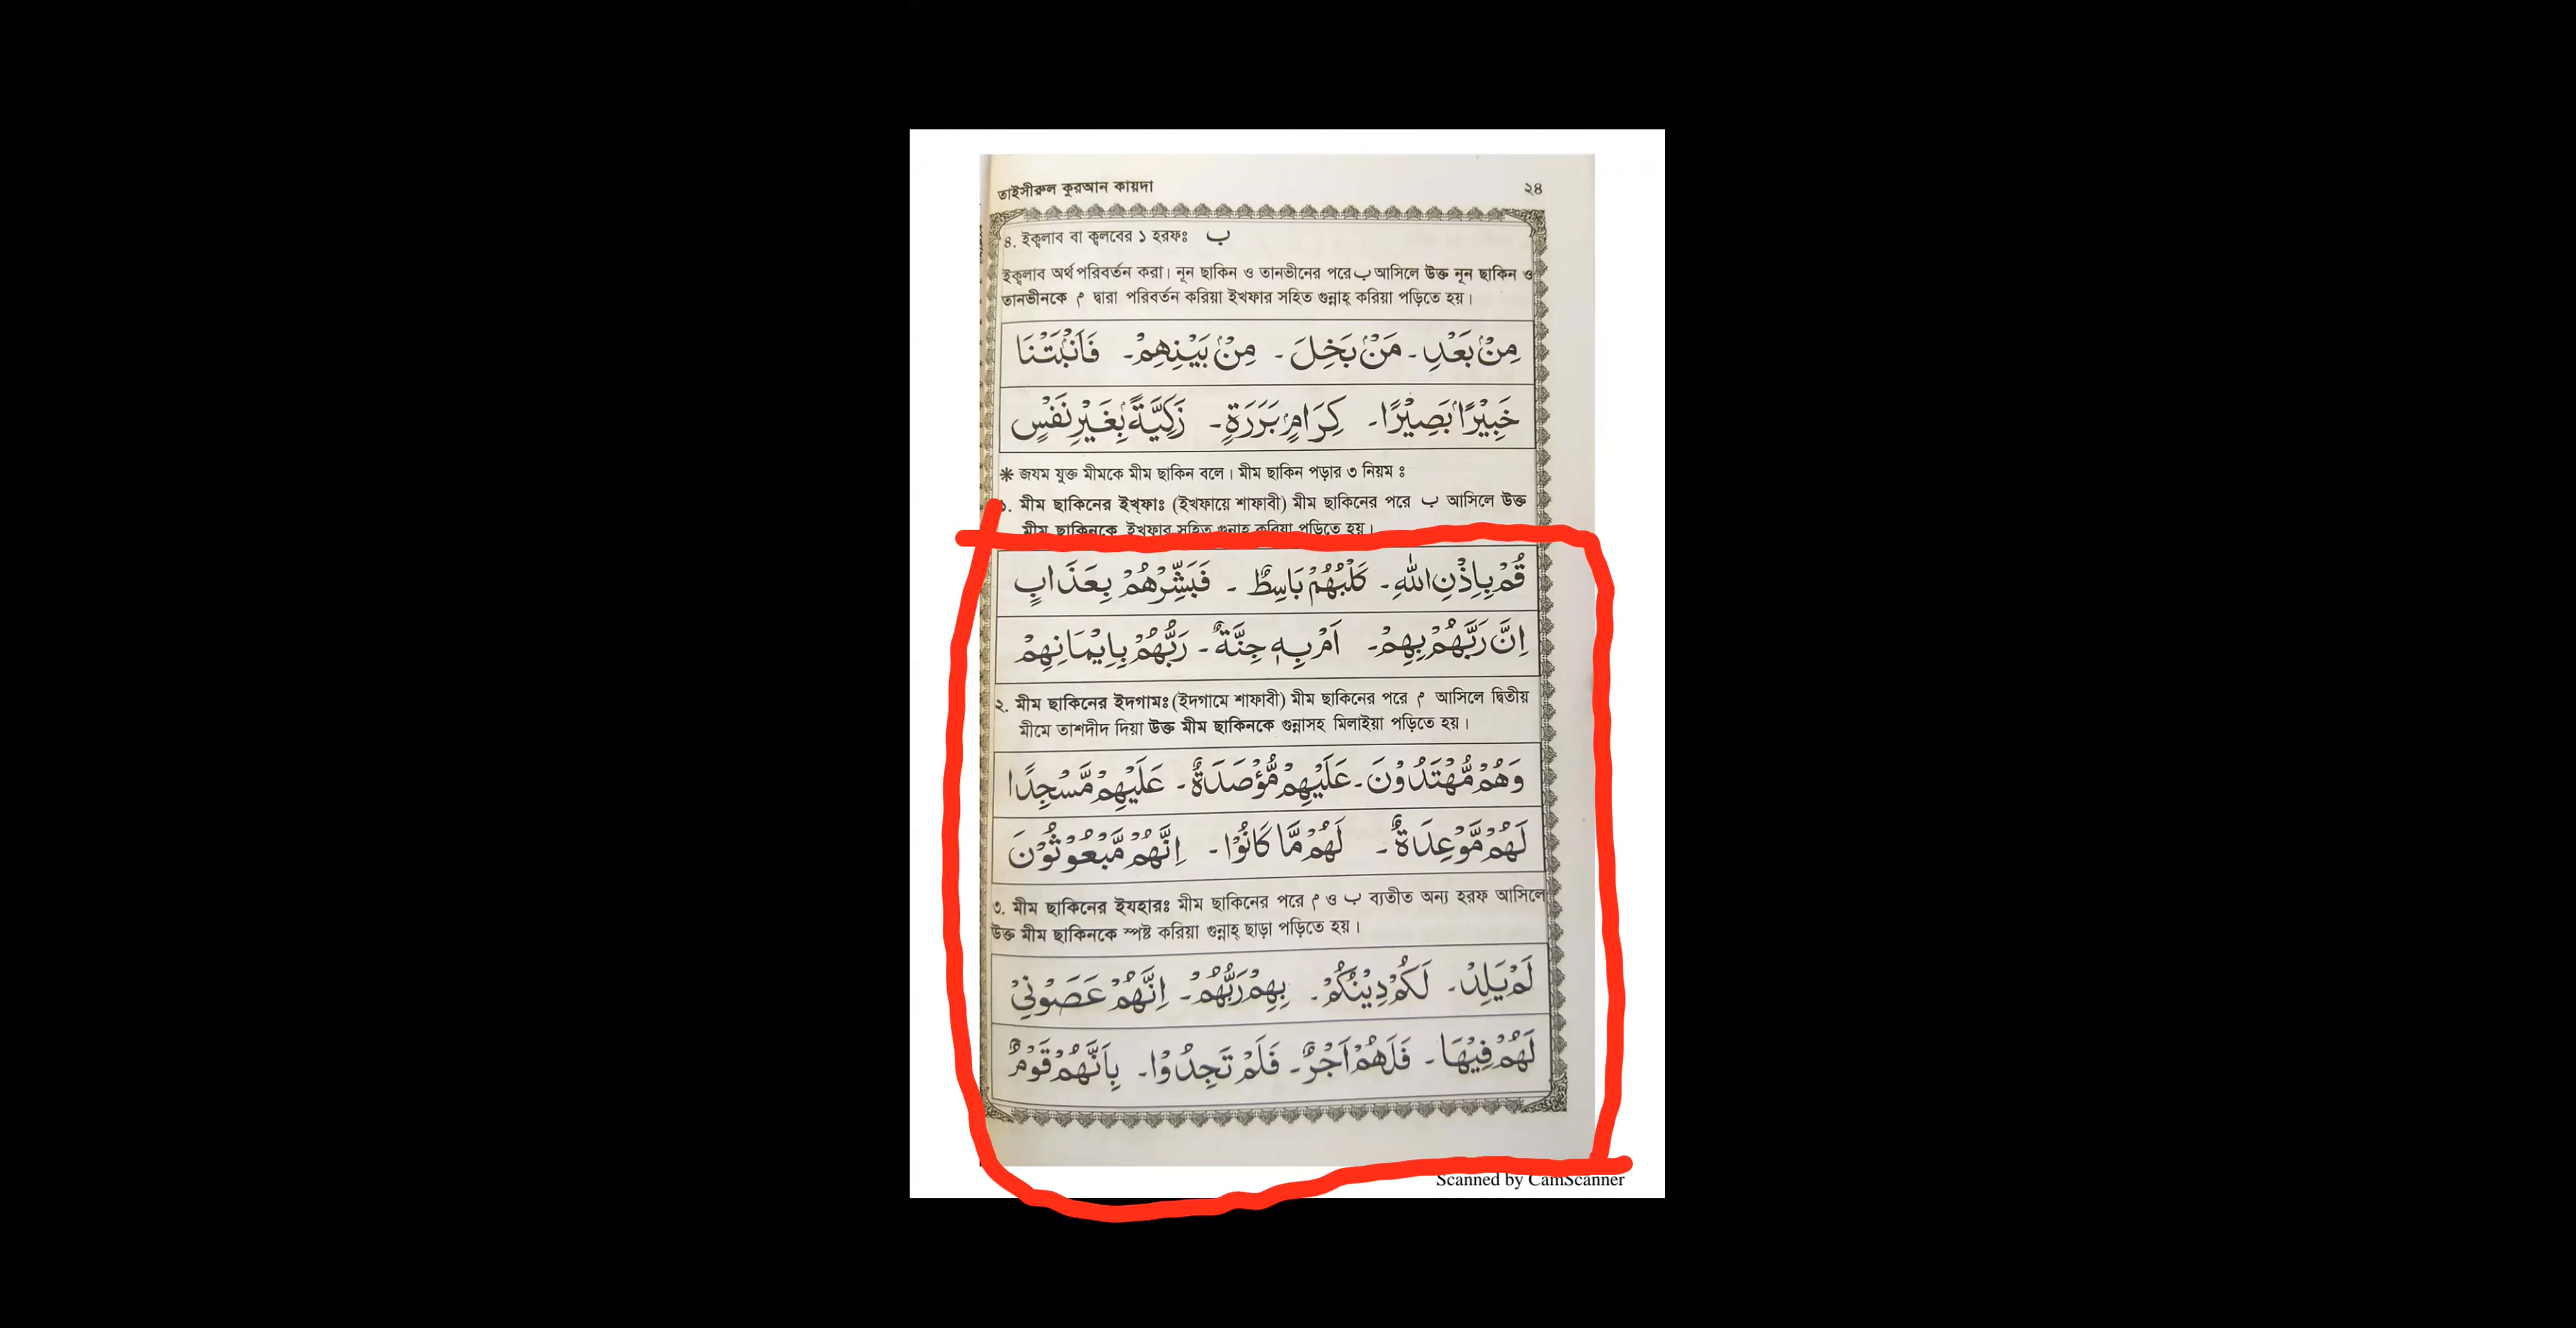 তাইসীরুল কুরআন কায়দা ২৪
৪. ইক্বলাব বা ক্বলবের ১ হরফঃ ب
ইক্বলাব অর্থ পরিবর্তন করা। নূন ছাকিন ও তানভীনের পরে ب আসিলে উক্ত নূন ছাকিন ও
তানভীনকে م দ্বারা পরিবর্তন করিয়া ইখফার সহিত গুন্নাহ্ করিয়া পড়িতে হয়।
مِنْۢ بَعْدِ ـ مَنْۢ بَخِلَ ـ مِنْۢ بَيْنِهِمْ ـ فَاَنْۢبَتْنَا
خَبِيْرًاۢ بَصِيْرًا ـ كِرَامٍۢ بَرَرَةٍ ـ زَكِيَّةًۢ بِغَيْرِ نَفْسٍ
* জযম যুক্ত মীমকে মীম ছাকিন বলে। মীম ছাকিন পড়ার ৩ নিয়ম ঃ
১. মীম ছাকিনের ইখ্ফাঃ (ইখফায়ে শাফাবী) মীম ছাকিনের পরে ب আসিলে উক্ত
মীম ছাকিনকে ইখফার সহিত গুন্নাহ করিয়া পড়িতে হয়।
قُمْ بِاِذْنِ اللّٰهِ ـ كَلْبُهُمْ بَاسِطٌ ـ فَبَشِّرْهُمْ بِعَذَابٍ
اِنَّ رَبَّهُمْ بِهِمْ ـ اَمْ بِهٖ جِنَّةٌ ـ رَبُّهُمْ بِاِيْمَانِهِمْ
২. মীম ছাকিনের ইদগামঃ (ইদগামে শাফাবী) মীম ছাকিনের পরে م আসিলে দ্বিতীয়
মীমে তাশদীদ দিয়া উক্ত মীম ছাকিনকে গুন্নাসহ মিলাইয়া পড়িতে হয়।
وَهُمْ مُّهْتَدُوْنَ ـ عَلَيْهِمْ مُّؤْصَدَةٌ ـ عَلَيْهِمْ مَّسْجِدًا
لَهُمْ مَّوْعِدَةٌ ـ لَهُمْ مَّا كَانُوْا ـ اِنَّهُمْ مَّبْعُوْثُوْنَ
৩. মীম ছাকিনের ইযহারঃ মীম ছাকিনের পরে م ও ب ব্যতীত অন্য হরফ আসিলে
উক্ত মীম ছাকিনকে স্পষ্ট করিয়া গুন্নাহ্ ছাড়া পড়িতে হয়।
لَمْ يَلِدْ ـ لَكُمْ دِيْنُكُمْ ـ بِهِمْ رَبُّهُمْ ـ اِنَّهُمْ عَصَوْنِيْ
لَهُمْ فِيْهَا ـ فَلَهُمْ اَجْرٌ ـ فَلَمْ تَجِدُوْا ـ بِاَنَّهُمْ قَوْمٌ
Scanned by CamScanner